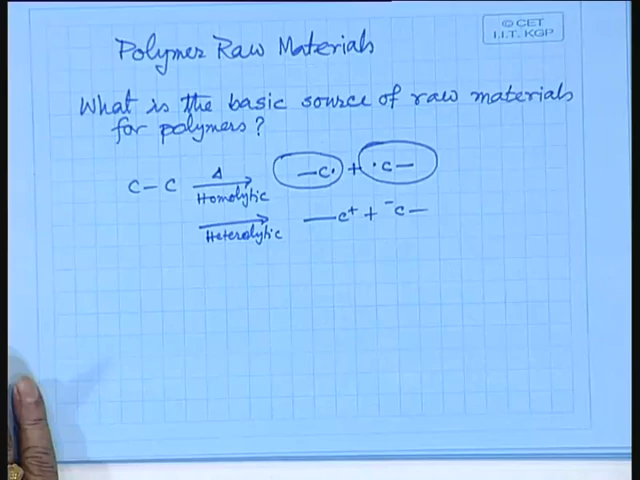 © CET
I.I.T. KGP
Polymer Raw Materials
What is the basic source of raw materials
for polymers?
C – C Δ → Homolytic —C· + ·C—
→ Heterolytic —C⁺ + ⁻C—